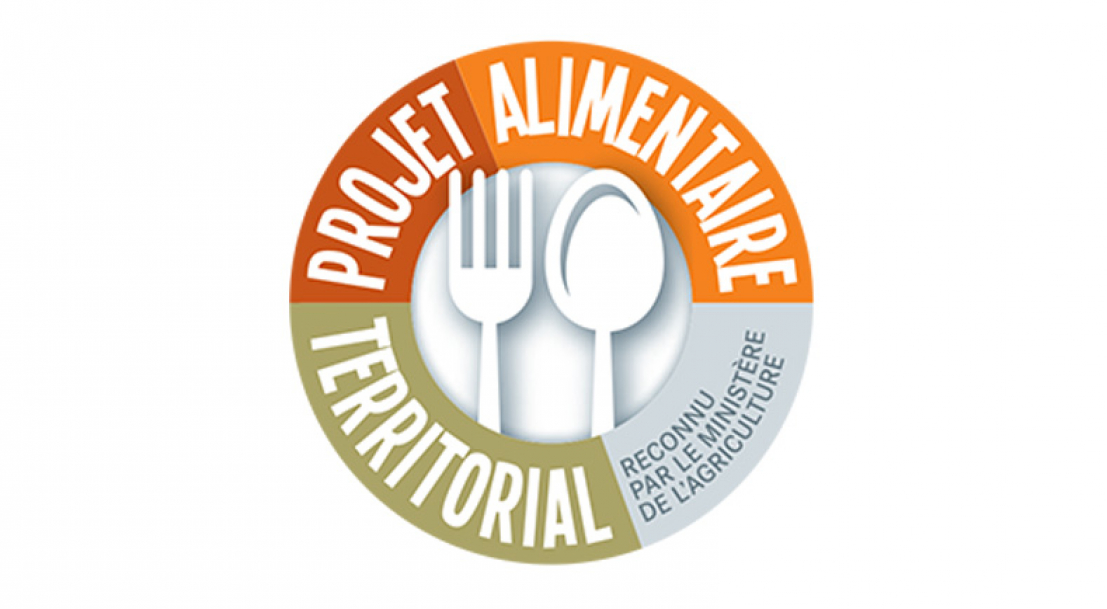 PROJET
ALIMENTAIRE
TERRITORIAL
RECONNU
PAR LE MINISTÈRE
DE L'AGRICULTURE